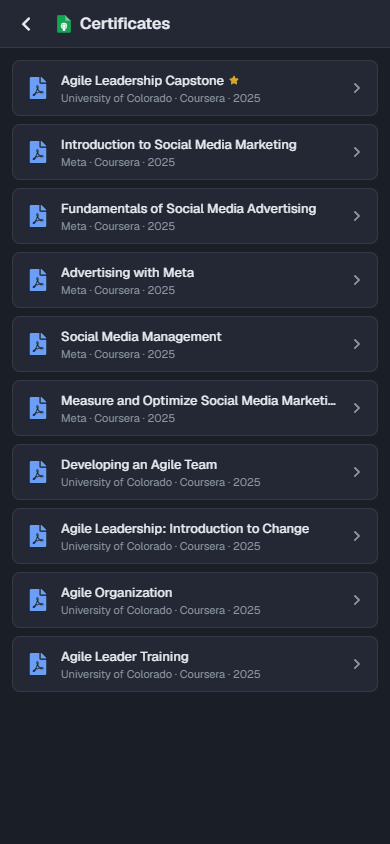 Certificates
Agile Leadership Capstone
University of Colorado · Coursera · 2025
Introduction to Social Media Marketing
Meta · Coursera · 2025
Fundamentals of Social Media Advertising
Meta · Coursera · 2025
Advertising with Meta
Meta · Coursera · 2025
Social Media Management
Meta · Coursera · 2025
Measure and Optimize Social Media Marketi...
Meta · Coursera · 2025
Developing an Agile Team
University of Colorado · Coursera · 2025
Agile Leadership: Introduction to Change
University of Colorado · Coursera · 2025
Agile Organization
University of Colorado · Coursera · 2025
Agile Leader Training
University of Colorado · Coursera · 2025